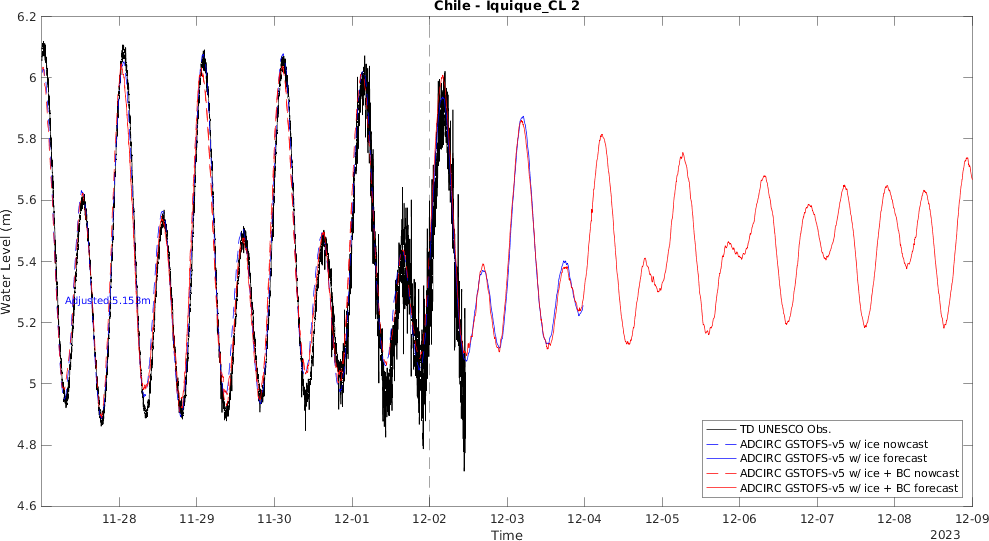 Chile - Iquique_CL 2
6.2
6
5.8
5.6
5.4
5.2
5
4.8
4.6
Water Level (m)
Adjusted 5.153m
TD UNESCO Obs.
ADCIRC GSTOFS-v5 w/ ice nowcast
ADCIRC GSTOFS-v5 w/ ice forecast
ADCIRC GSTOFS-v5 w/ ice + BC nowcast
ADCIRC GSTOFS-v5 w/ ice + BC forecast
11-28 11-29 11-30 12-01 12-02 12-03 12-04 12-05 12-06 12-07 12-08 12-09
Time
2023